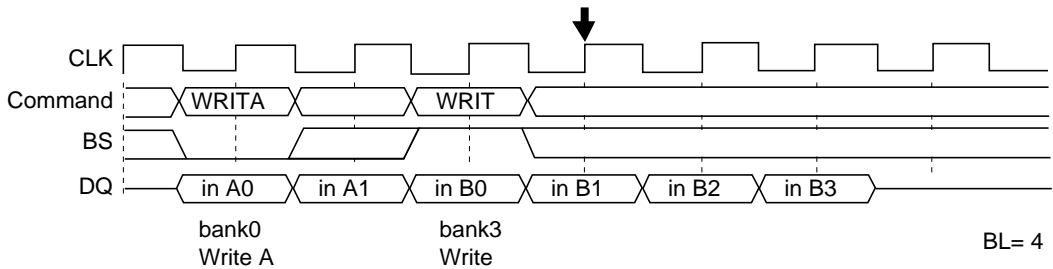 CLK
Command WRITA WRIT
BS
DQ in A0 in A1 in B0 in B1 in B2 in B3
bank0 bank3
Write A Write
BL= 4